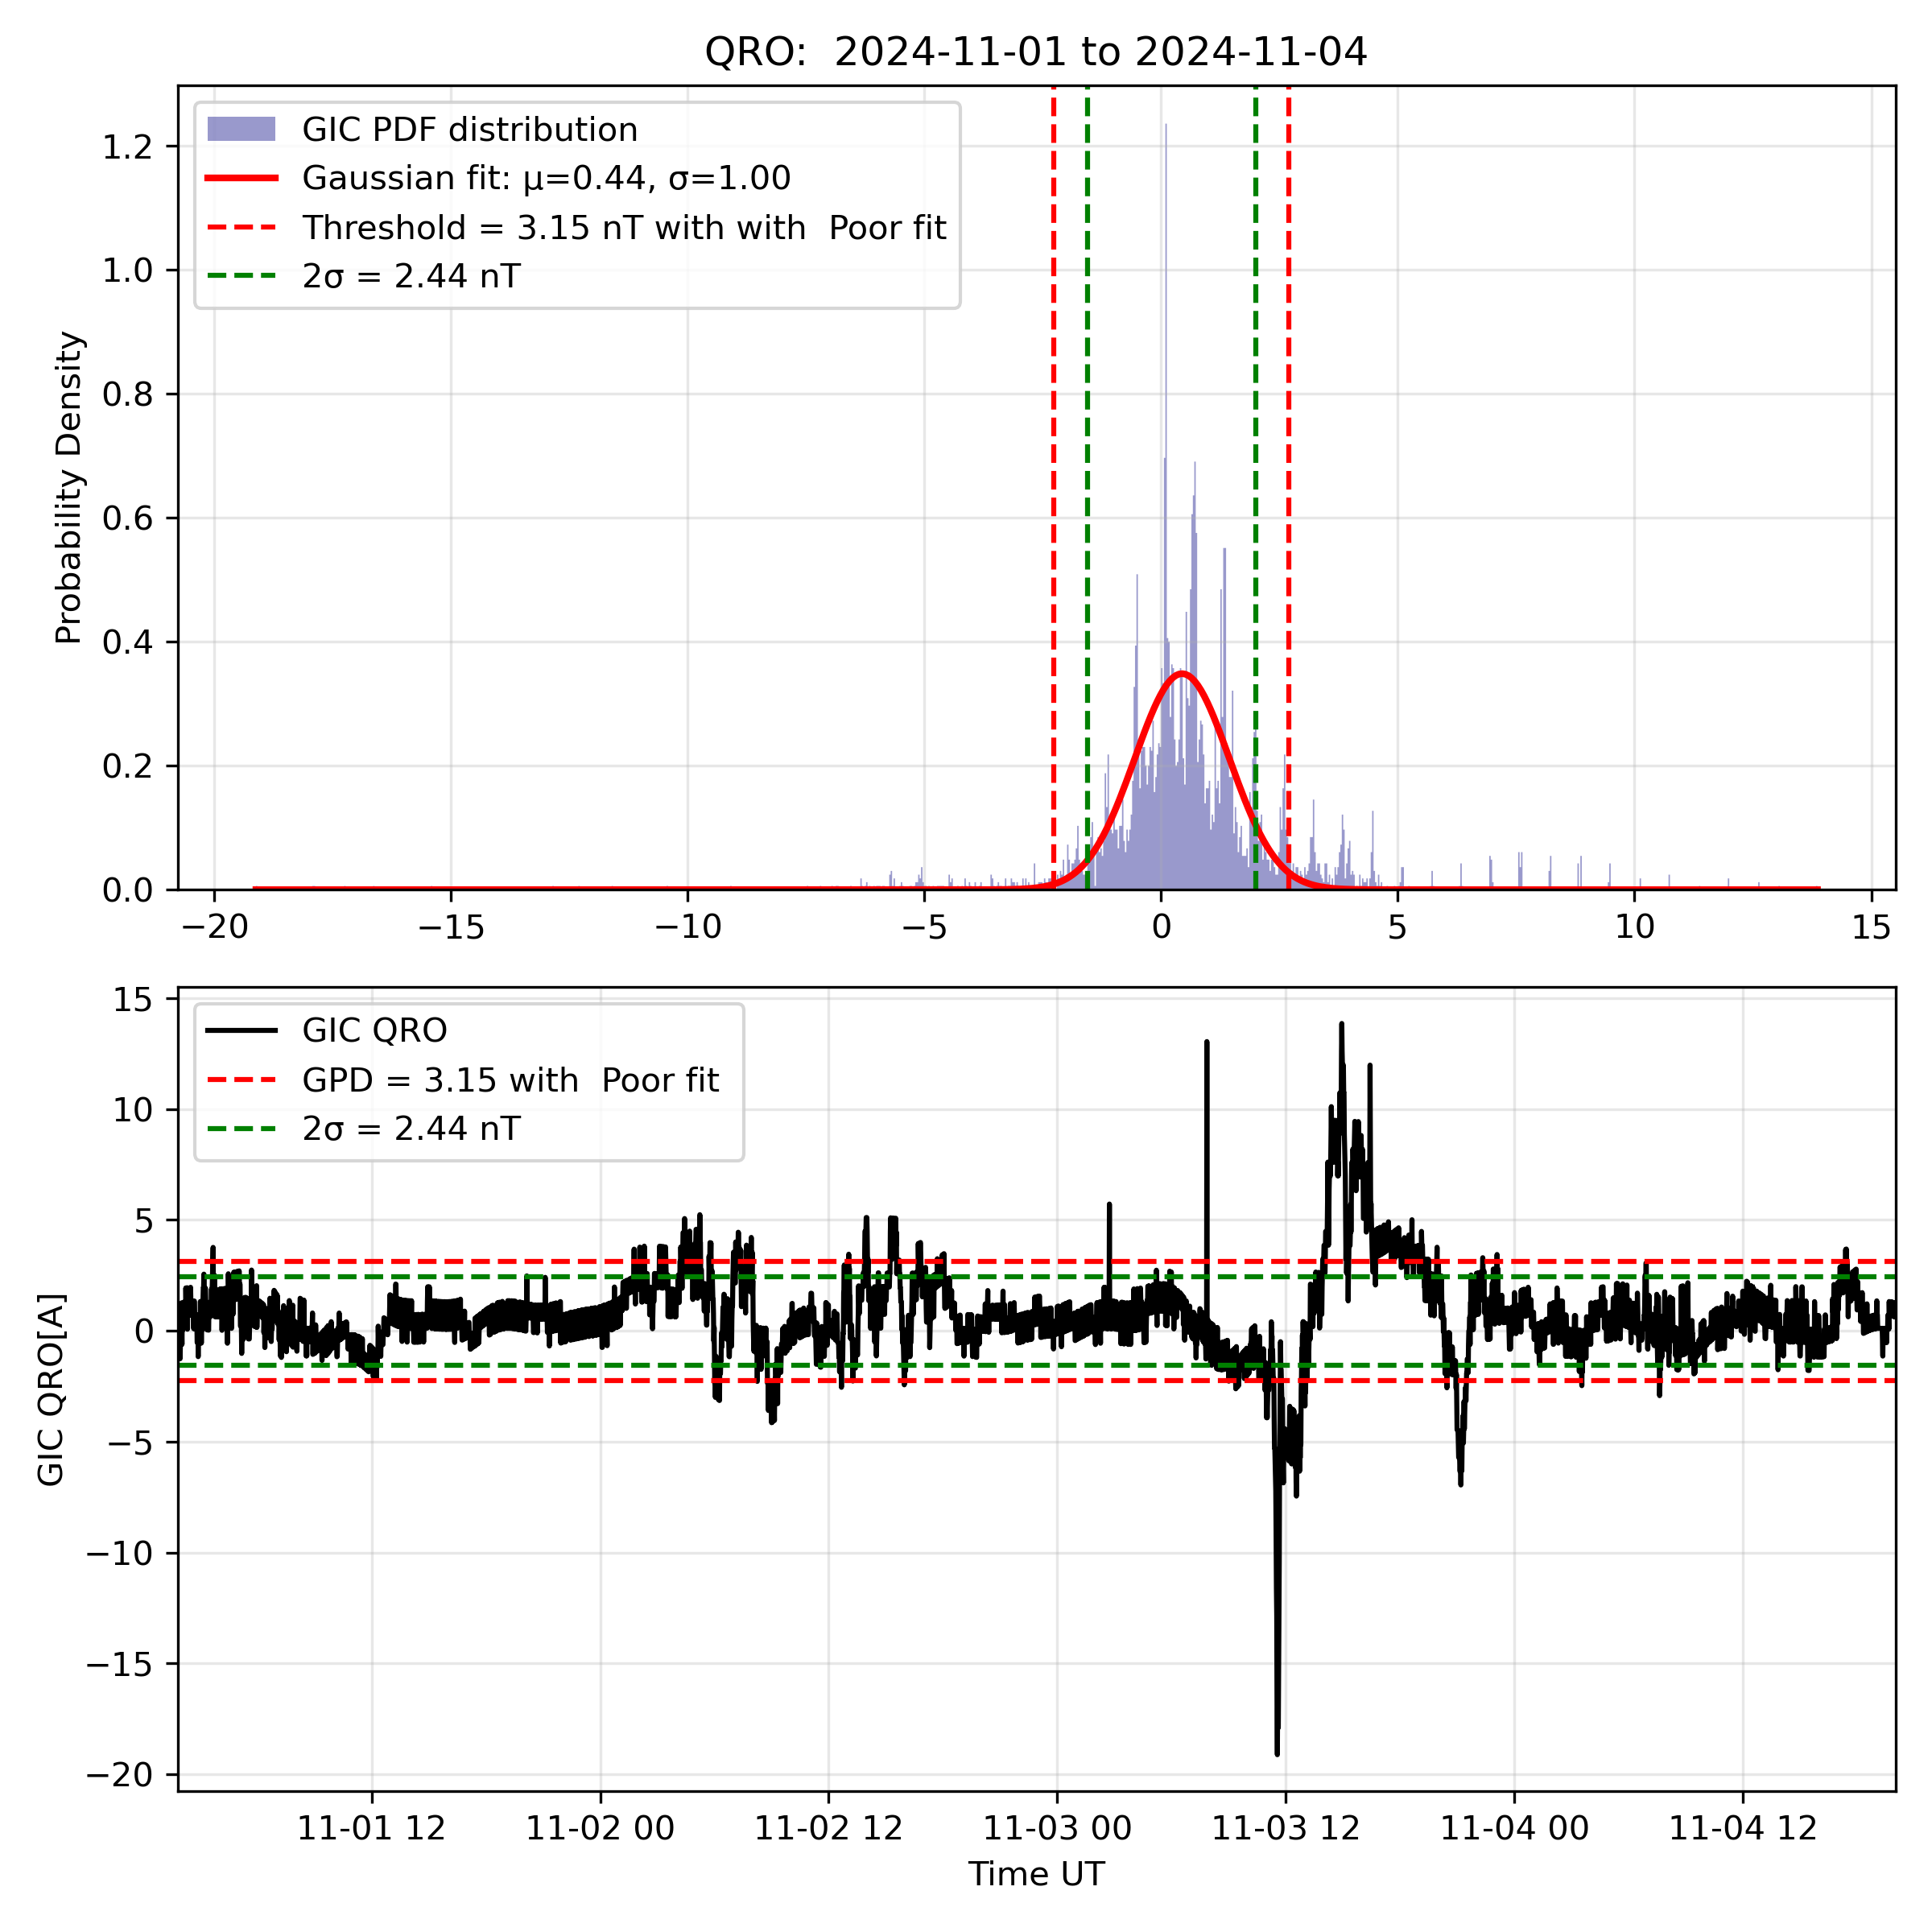 QRO:  2024-11-01 to 2024-11-04
GIC PDF distribution
Gaussian fit: μ=0.44, σ=1.00
Threshold = 3.15 nT with with  Poor fit
2σ = 2.44 nT
Probability Density
1.2
1.0
0.8
0.6
0.4
0.2
0.0
−20 −15 −10 −5 0 5 10 15
GIC QRO
GPD = 3.15 with  Poor fit
2σ = 2.44 nT
GIC QRO[A]
15
10
5
0
−5
−10
−15
−20
11-01 12 11-02 00 11-02 12 11-03 00 11-03 12 11-04 00 11-04 12
Time UT